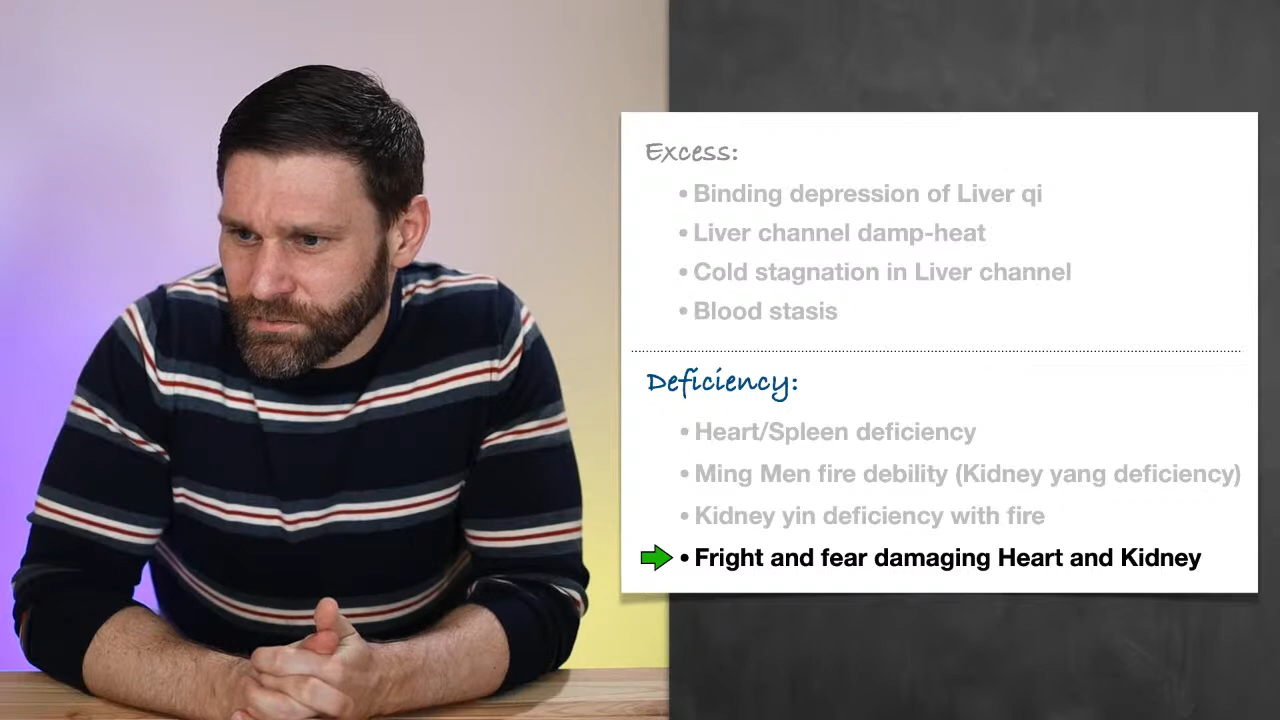 Excess:
• Binding depression of Liver qi
• Liver channel damp-heat
• Cold stagnation in Liver channel
• Blood stasis
Deficiency:
• Heart/Spleen deficiency
• Ming Men fire debility (Kidney yang deficiency)
• Kidney yin deficiency with fire
• Fright and fear damaging Heart and Kidney